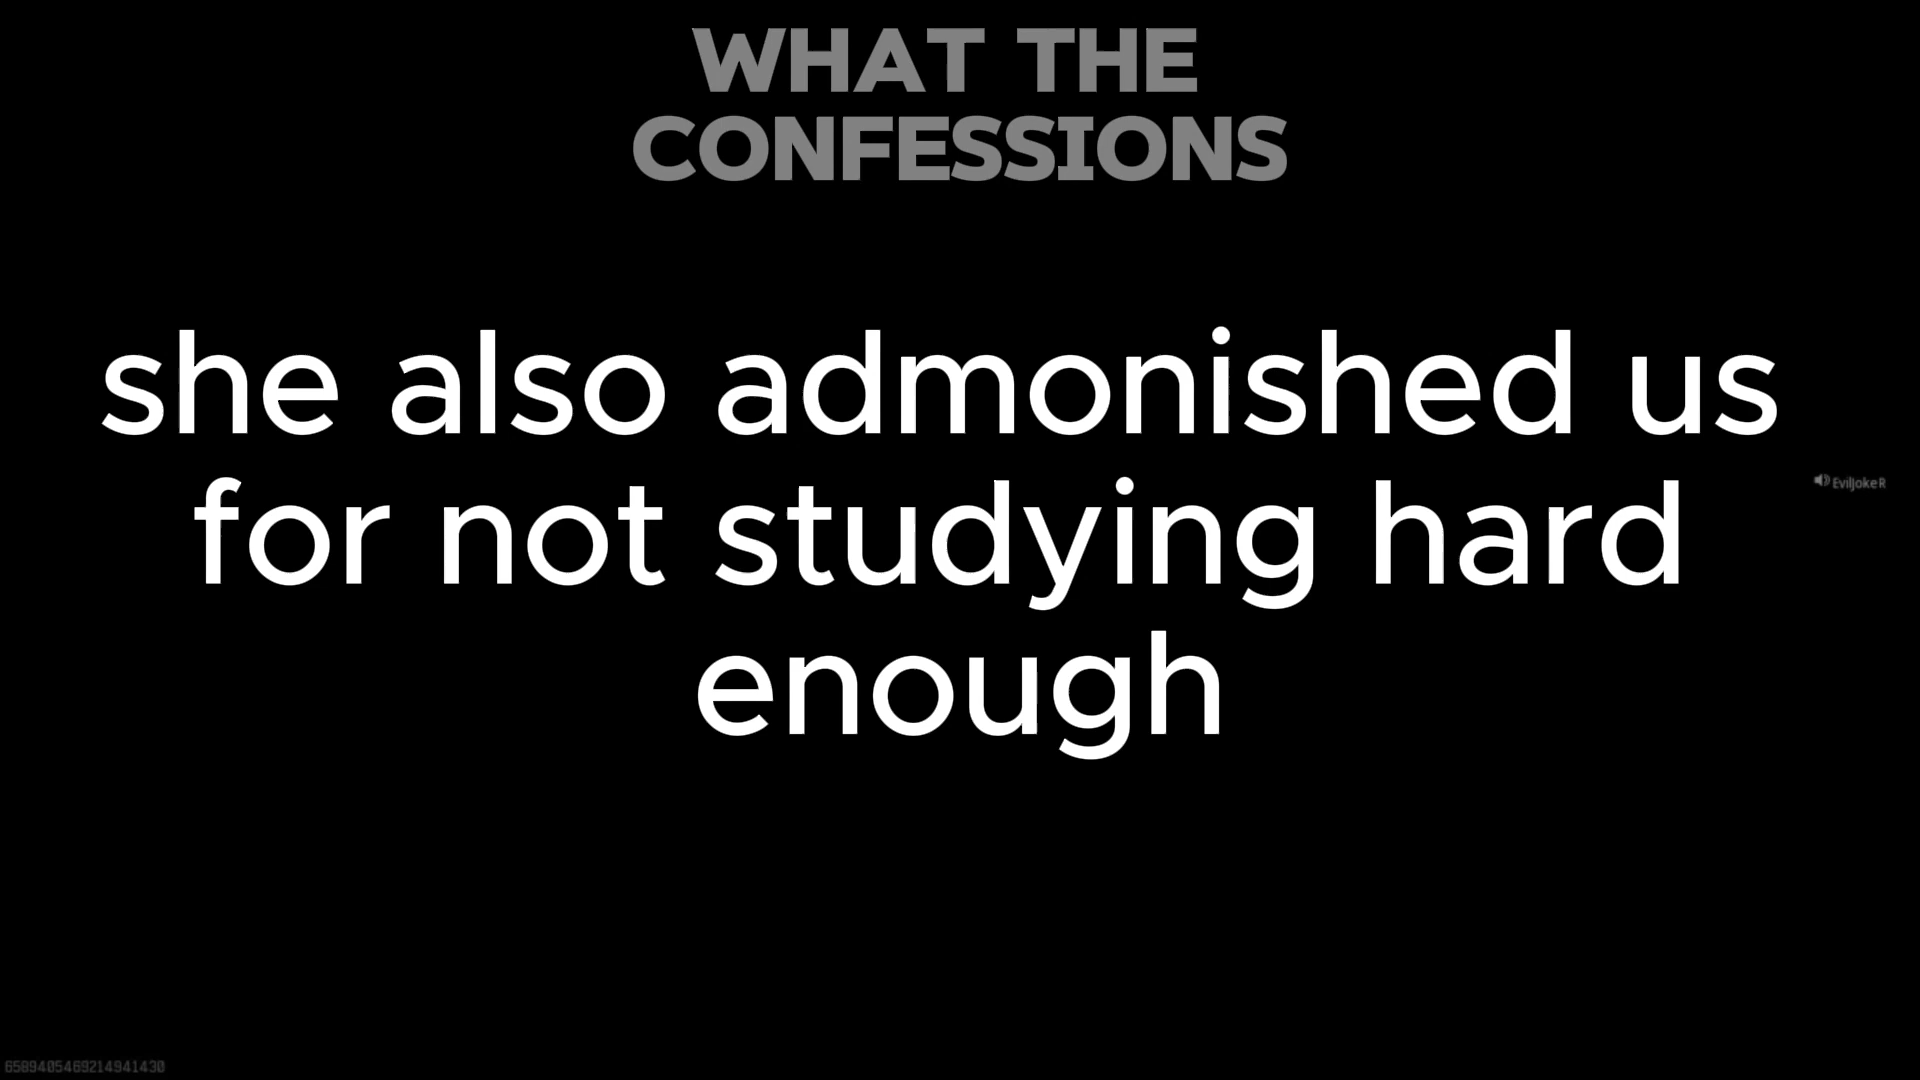 WHAT THE
CONFESSIONS
she also admonished us
for not studying hard
EvilJokeR
enough
6589405469214941430